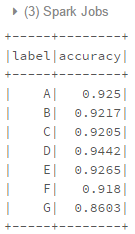 (3) Spark Jobs
+-----+--------+
|label|accuracy|
+-----+--------+
|    A|   0.925|
|    B|  0.9217|
|    C|  0.9205|
|    D|  0.9442|
|    E|  0.9265|
|    F|   0.918|
|    G|  0.8603|
+-----+--------+